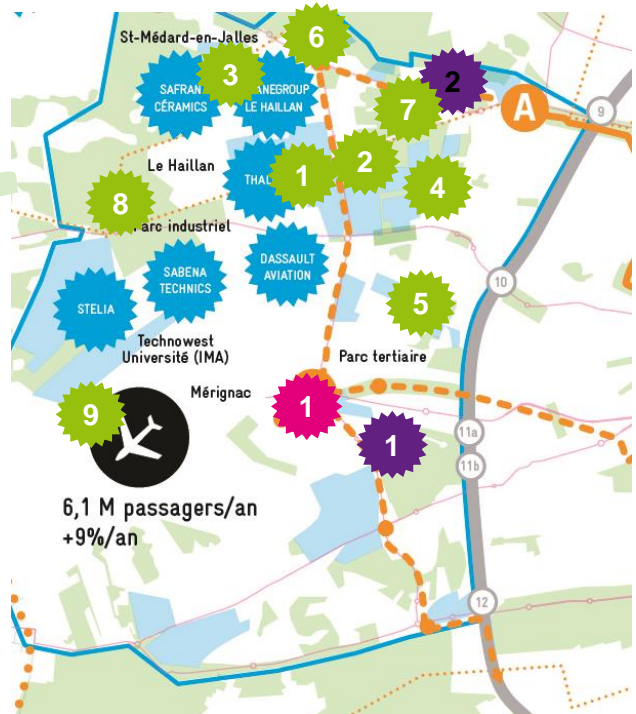 St-Médard-en-Jalles
6
3
SAFRAN
CÉRAMICS
LE HAILLAN
2
7
A
9
Le Haillan
1
2
4
8
Parc industriel
DASSAULT
AVIATION
SABENA
TECHNICS
10
STELIA
5
Technowest
Université (IMA)
Parc tertiaire
Mérignac
1
9
11a
1
11b
6,1 M passagers/an
+9%/an
12